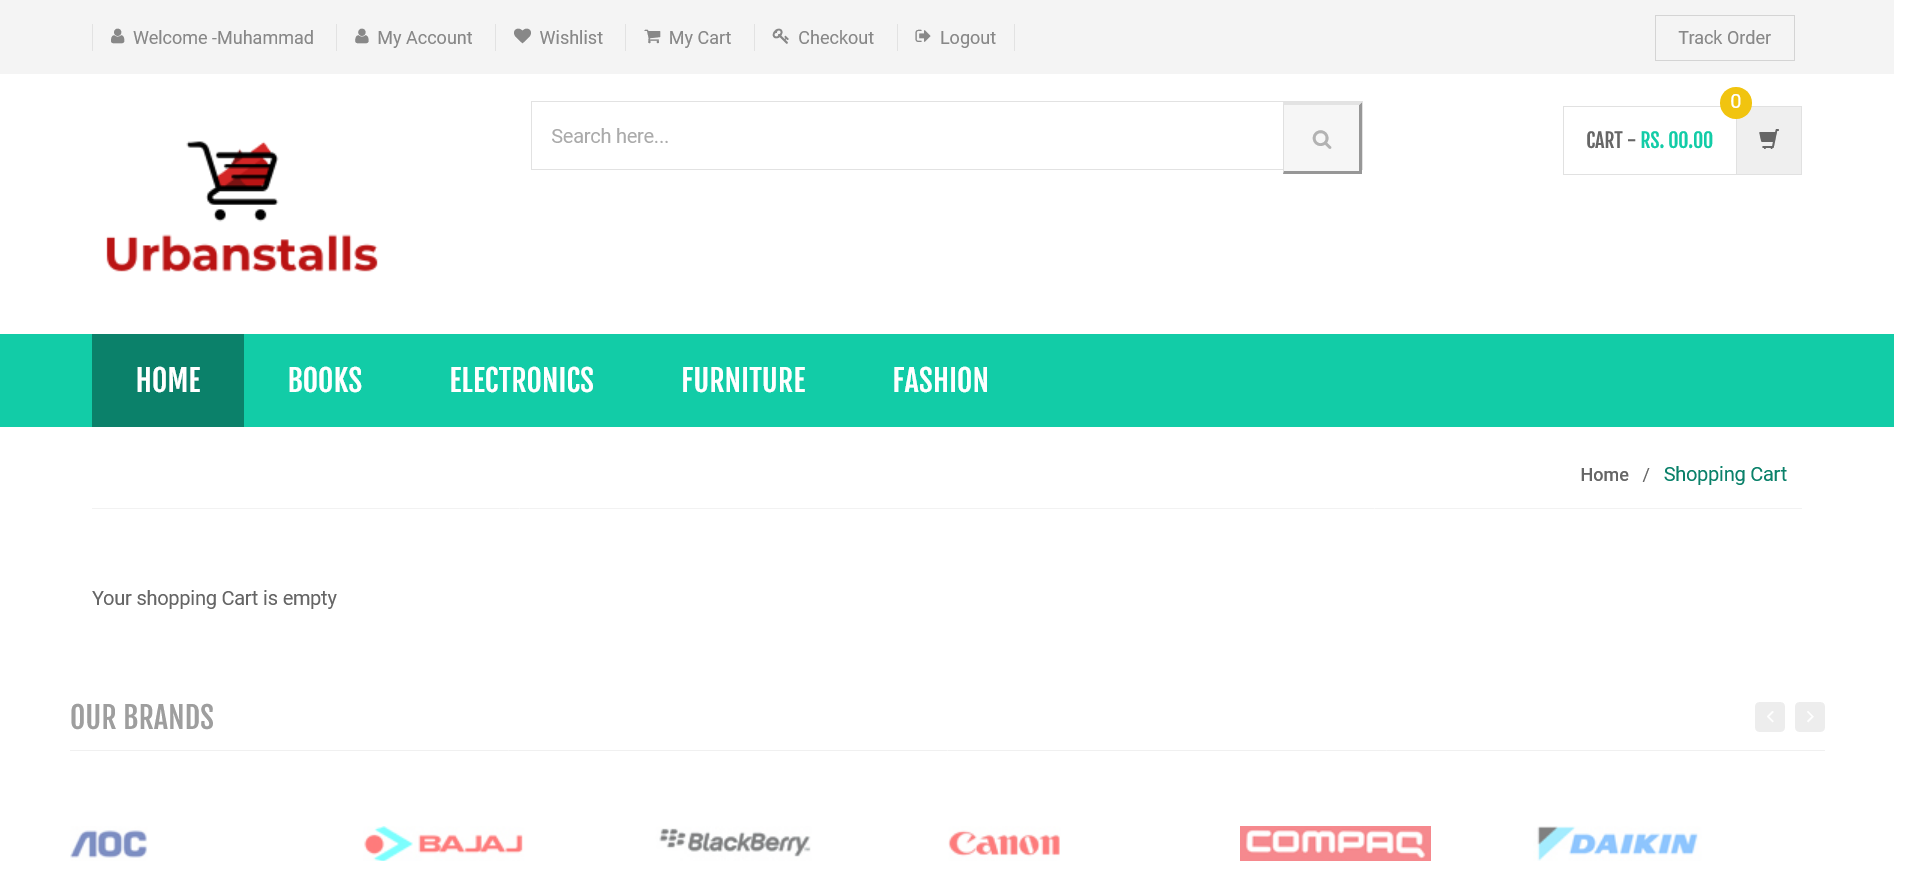 Welcome -Muhammad My Account Wishlist My Cart Checkout Logout Track Order
Search here...
0
CART - RS. 00.00
Urbanstalls
HOME BOOKS ELECTRONICS FURNITURE FASHION
Home / Shopping Cart
Your shopping Cart is empty
OUR BRANDS
AOC BAJAJ BlackBerry Canon COMPAQ DAIKIN